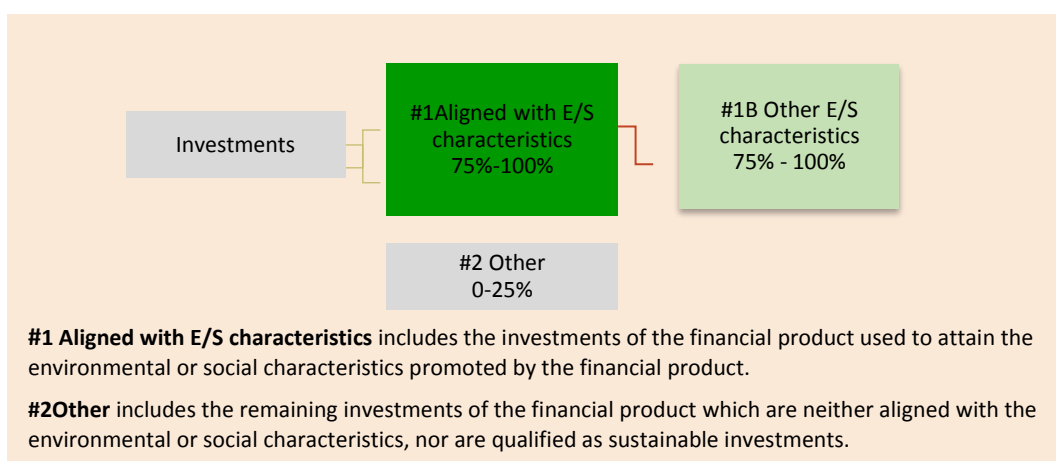 Investments
#1Aligned with E/S
characteristics
75%-100%
#1B Other E/S
characteristics
75% - 100%
#2 Other
0-25%
#1 Aligned with E/S characteristics includes the investments of the financial product used to attain the
environmental or social characteristics promoted by the financial product.
#2Other includes the remaining investments of the financial product which are neither aligned with the
environmental or social characteristics, nor are qualified as sustainable investments.